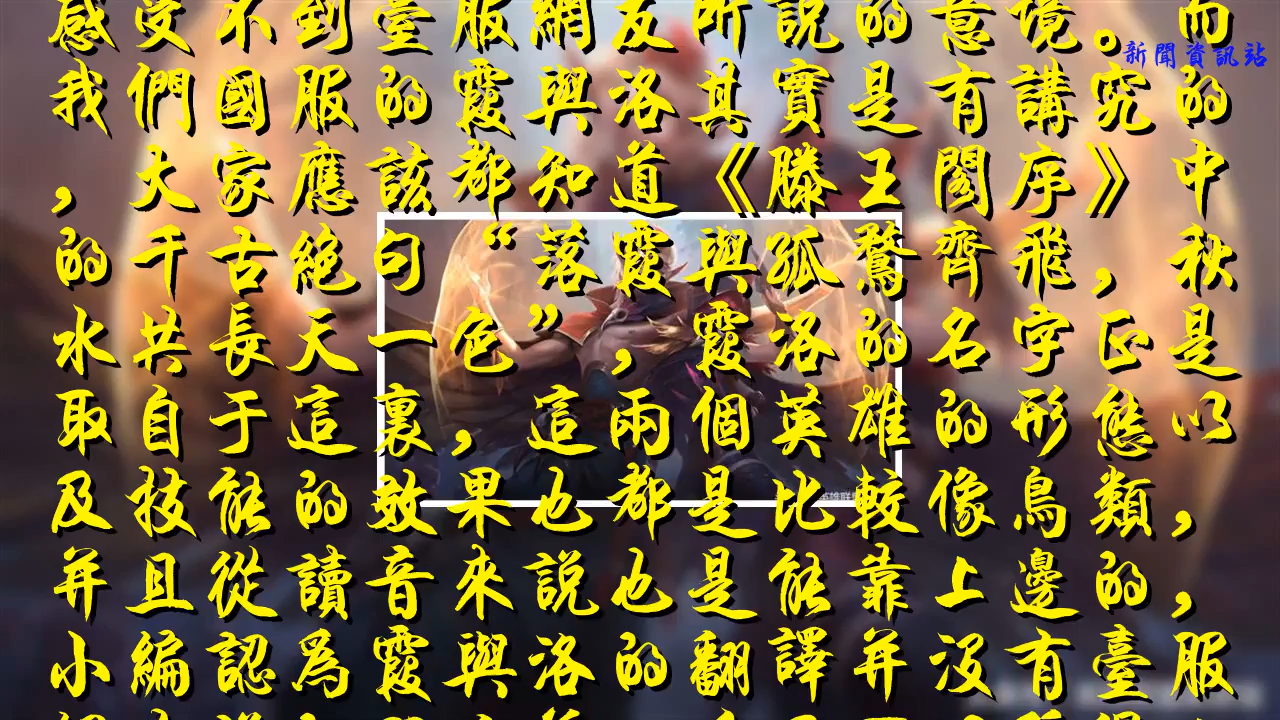 感受不到臺服網友所說的意境。而
新聞資訊站
我們國服的霞與洛其實是有講究的
，大家應該都知道《滕王閣序》中
的千古絕句“落霞與孤鶩齊飛，秋
水共長天一色”，霞洛的名字正是
取自于這裏，這兩個英雄的形態以
及技能的效果也都是比較像鳥類，
英雄联
并且從讀音來說也是能靠上邊的，
小編認爲霞與洛的翻譯并沒有臺服